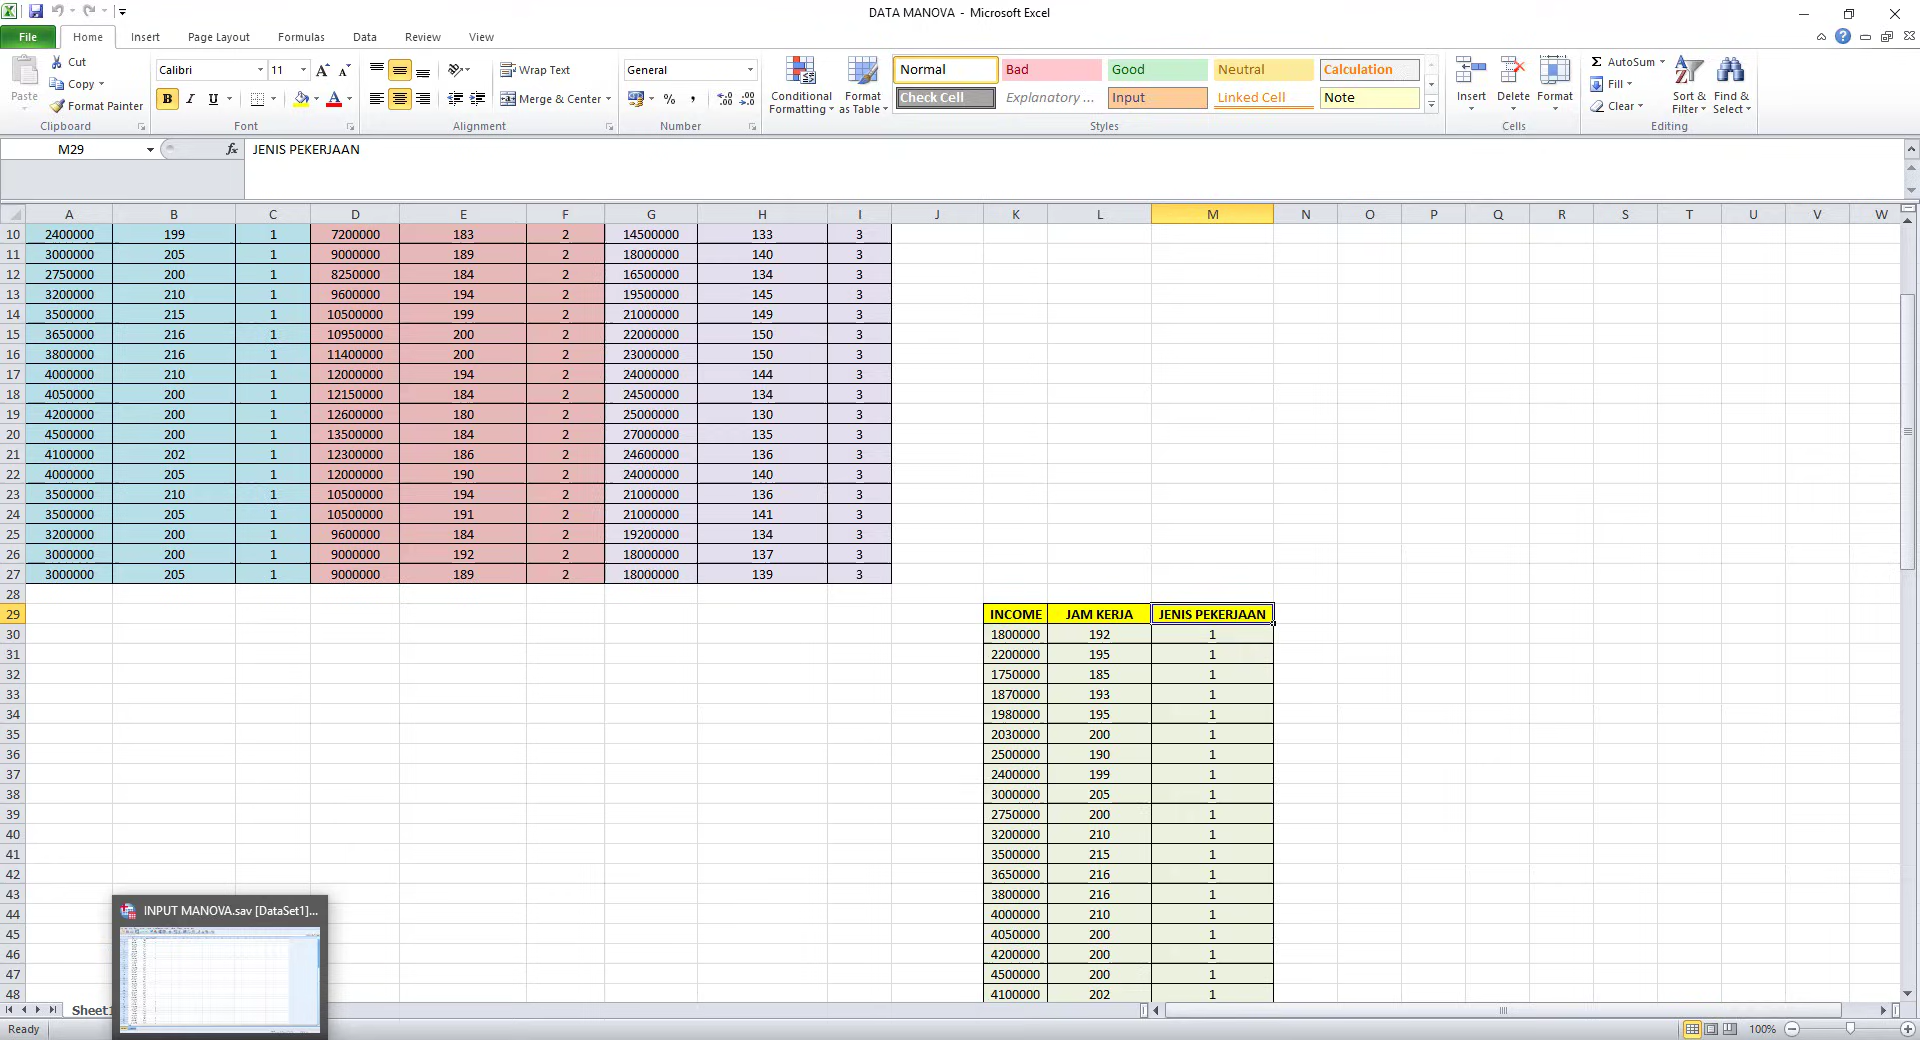 DATA MANOVA - Microsoft Excel
File Home Insert Page Layout Formulas Data Review View
Paste Cut Copy Format Painter Clipboard
Calibri 11 B I U Font
Wrap Text Merge & Center Alignment
General % , Number
Conditional Formatting Format as Table
Normal Bad Good Neutral Calculation
Check Cell Explanatory ... Input Linked Cell Note
Styles
Insert Delete Format Cells
AutoSum Fill Clear Sort & Filter Find & Select Editing
M29 fx JENIS PEKERJAAN
A B C D E F G H I J K L M N O P Q R S T U V W
10 2400000 199 1 7200000 183 2 14500000 133 3
11 3000000 205 1 9000000 189 2 18000000 140 3
12 2750000 200 1 8250000 184 2 16500000 134 3
13 3200000 210 1 9600000 194 2 19500000 145 3
14 3500000 215 1 10500000 199 2 21000000 149 3
15 3650000 216 1 10950000 200 2 22000000 150 3
16 3800000 216 1 11400000 200 2 23000000 150 3
17 4000000 210 1 12000000 194 2 24000000 144 3
18 4050000 200 1 12150000 184 2 24500000 134 3
19 4200000 200 1 12600000 180 2 25000000 130 3
20 4500000 200 1 13500000 184 2 27000000 135 3
21 4100000 202 1 12300000 186 2 24600000 136 3
22 4000000 205 1 12000000 190 2 24000000 140 3
23 3500000 210 1 10500000 194 2 21000000 136 3
24 3500000 205 1 10500000 191 2 21000000 141 3
25 3200000 200 1 9600000 184 2 19200000 134 3
26 3000000 200 1 9000000 192 2 18000000 137 3
27 3000000 205 1 9000000 189 2 18000000 139 3
28
29 INCOME JAM KERJA JENIS PEKERJAAN
30 1800000 192 1
31 2200000 195 1
32 1750000 185 1
33 1870000 193 1
34 1980000 195 1
35 2030000 200 1
36 2500000 190 1
37 2400000 199 1
38 3000000 205 1
39 2750000 200 1
40 3200000 210 1
41 3500000 215 1
42 3650000 216 1
43 3800000 216 1
44 4000000 210 1
45 4050000 200 1
46 4200000 200 1
47 4500000 200 1
48 4100000 202 1
INPUT MANOVA.sav [DataSet1]...
Sheet1
Ready 100%